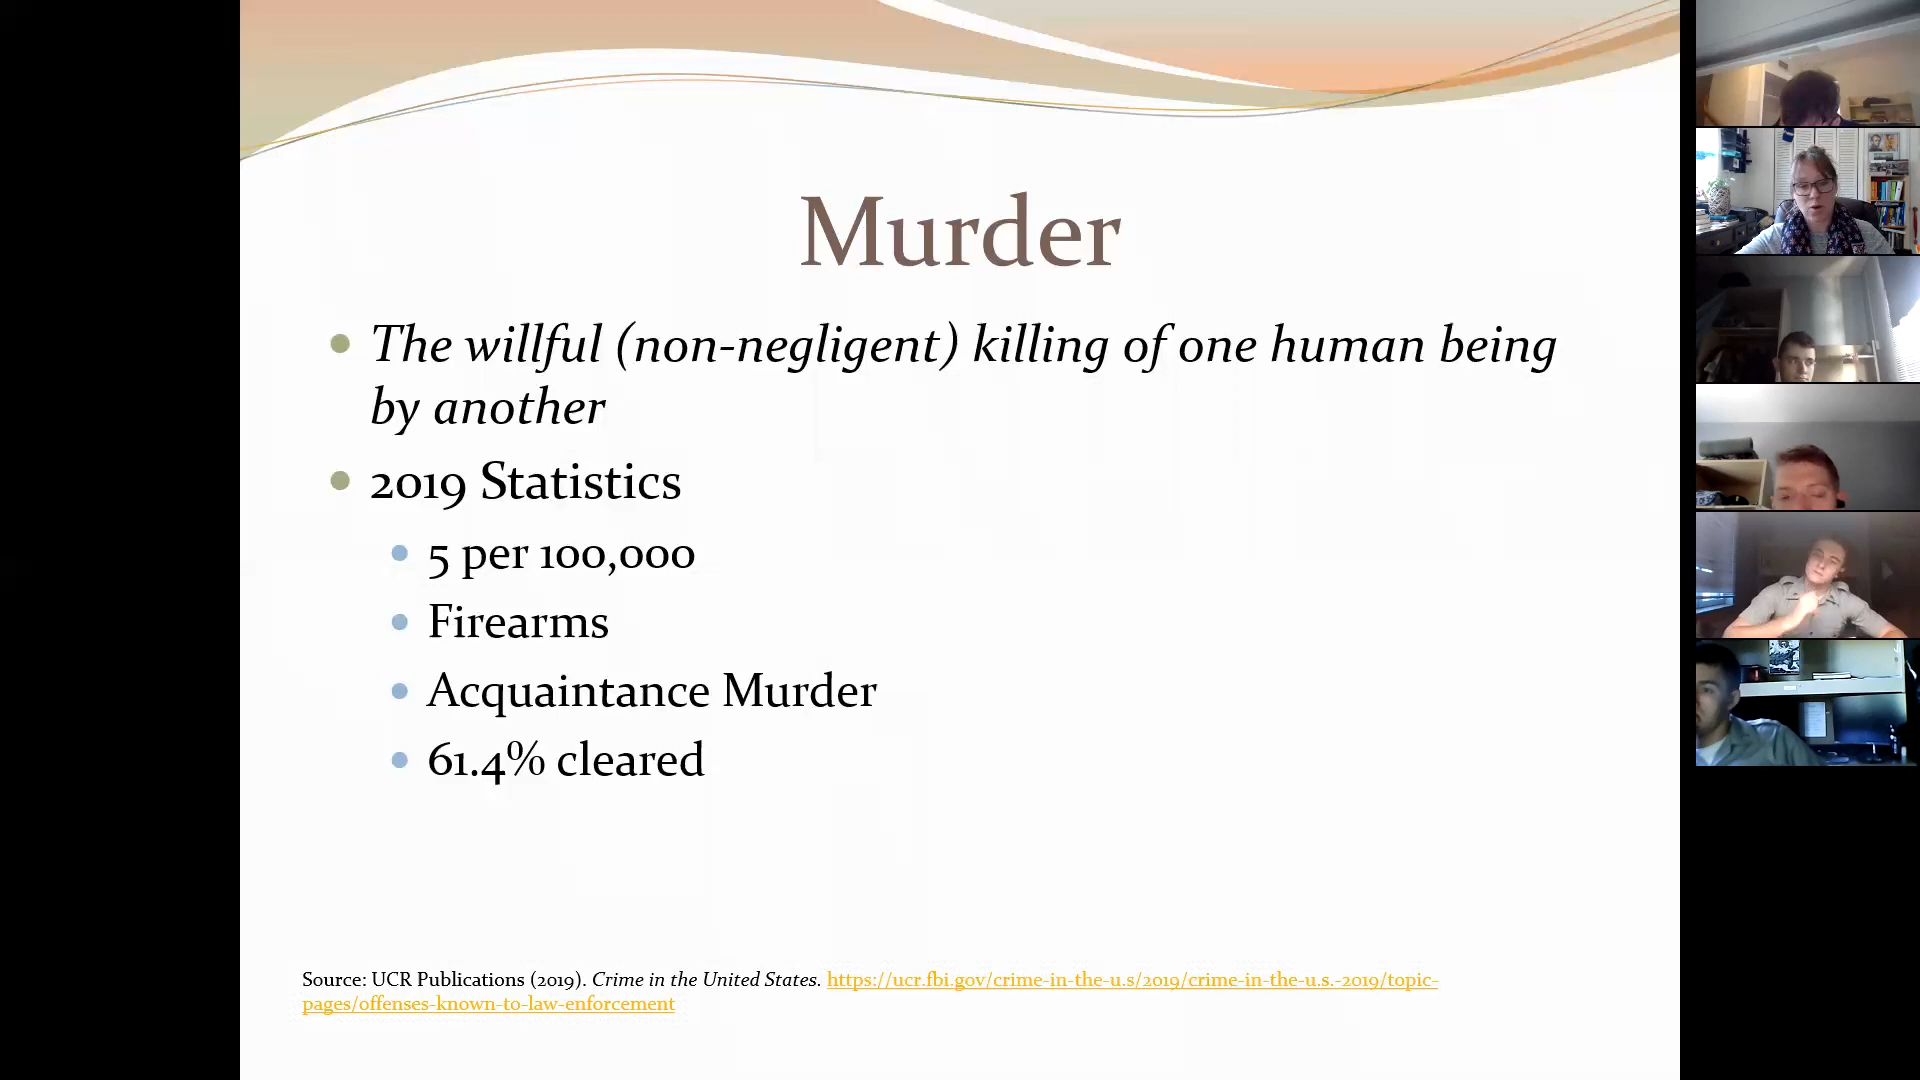 Murder
The willful (non-negligent) killing of one human being
by another
2019 Statistics
5 per 100,000
Firearms
Acquaintance Murder
61.4% cleared
Source: UCR Publications (2019). Crime in the United States. https://ucr.fbi.gov/crime-in-the-u.s/2019/crime-in-the-u.s.-2019/topic-
pages/offenses-known-to-law-enforcement